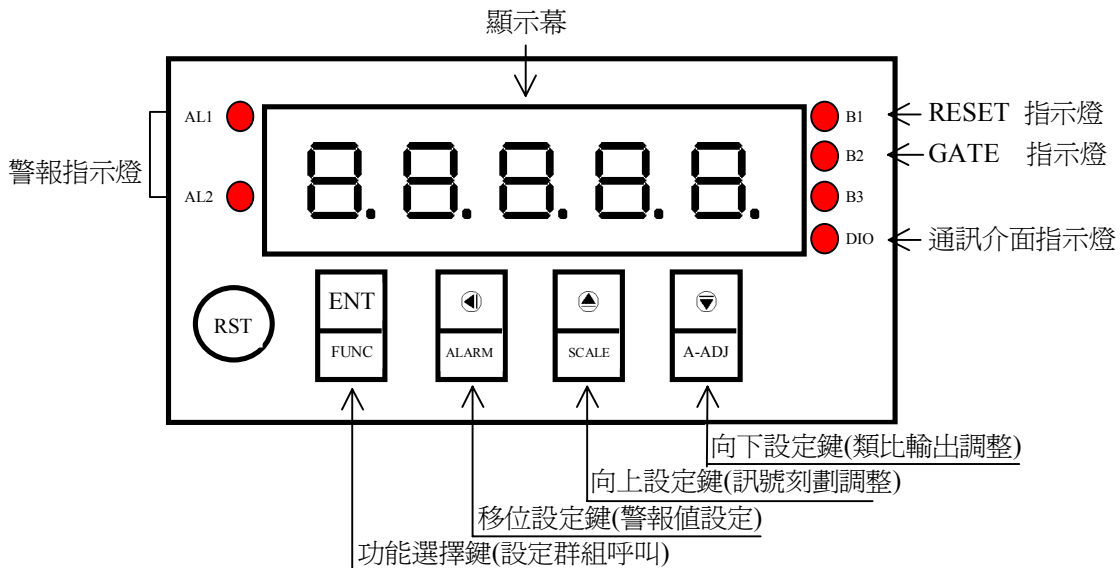 顯示幕
AL1
B1
RESET 指示燈
B2
GATE 指示燈
警報指示燈
AL2
B3
DIO
通訊介面指示燈
8.8.8.8.8.
RST
ENT
FUNC
ALARM
SCALE
A-ADJ
向下設定鍵(類比輸出調整)
向上設定鍵(訊號刻劃調整)
移位設定鍵(警報值設定)
功能選擇鍵(設定群組呼叫)